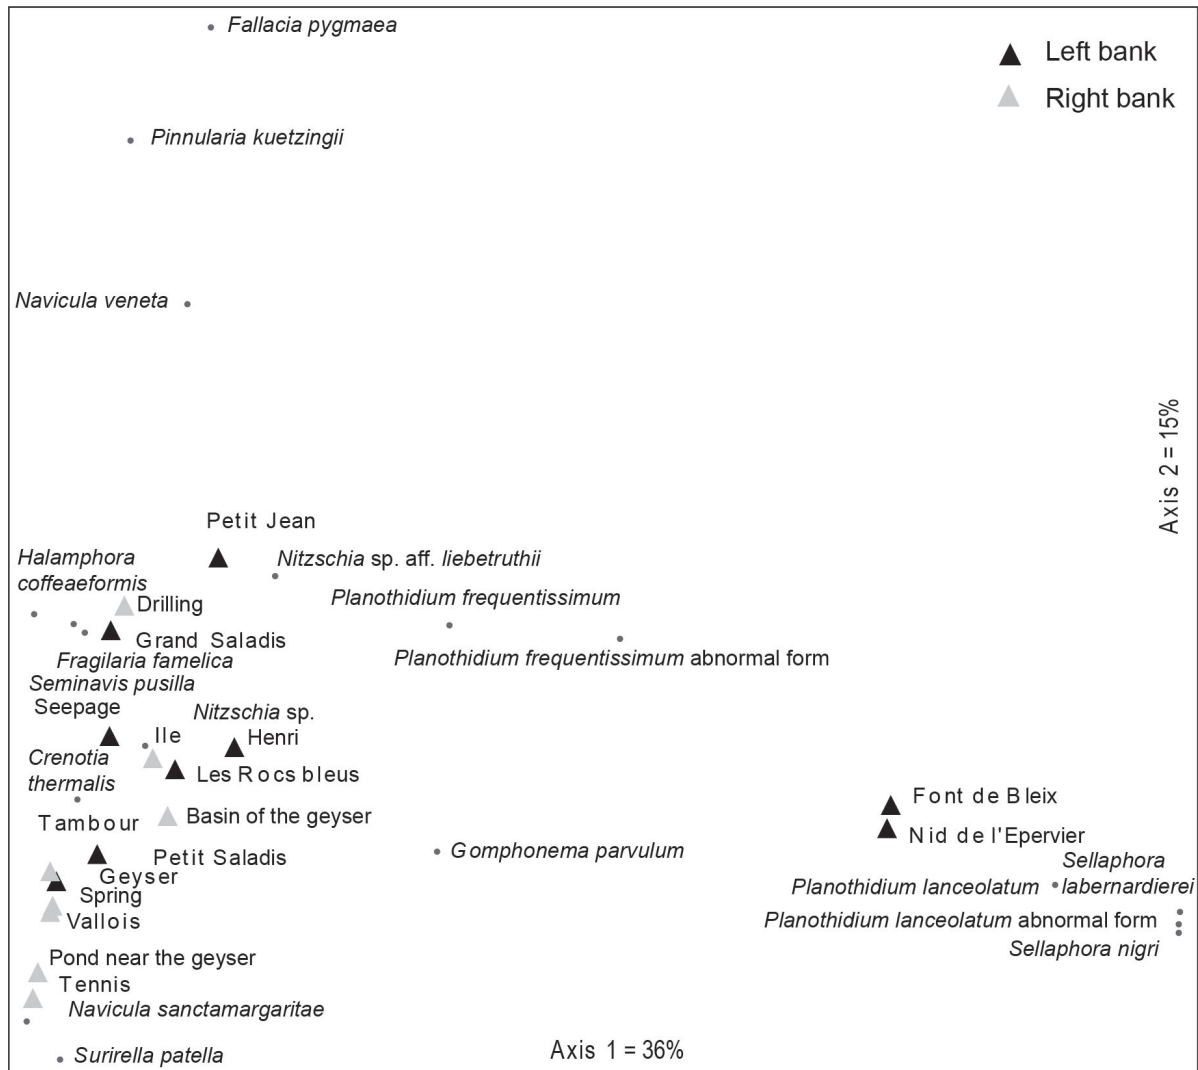 Fallacia pygmaea
Left bank
Right bank
Pinnularia kuetzingii
Navicula veneta
Axis 2 = 15%
Petit Jean
Halamphora
coffeaeformis
Nitzschia sp. aff. liebetruthii
Drilling
Planothidium frequentissimum
Grand Saladis
Fragilaria famelica
Planothidium frequentissimum abnormal form
Seminavis pusilla
Seepage
Nitzschia sp.
Ile
Henri
Crenotia
thermalis
Les Rocs bleus
Font de Bleix
Basin of the geyser
Tambour
Nid de l'Epervier
Petit Saladis
Gomphonema parvulum
Sellaphora
labernardierei
Geyser
Planothidium lanceolatum
Spring
Vallois
Planothidium lanceolatum abnormal form
Sellaphora nigri
Pond near the geyser
Tennis
Navicula sanctamargaritae
Axis 1 = 36%
Surirella patella